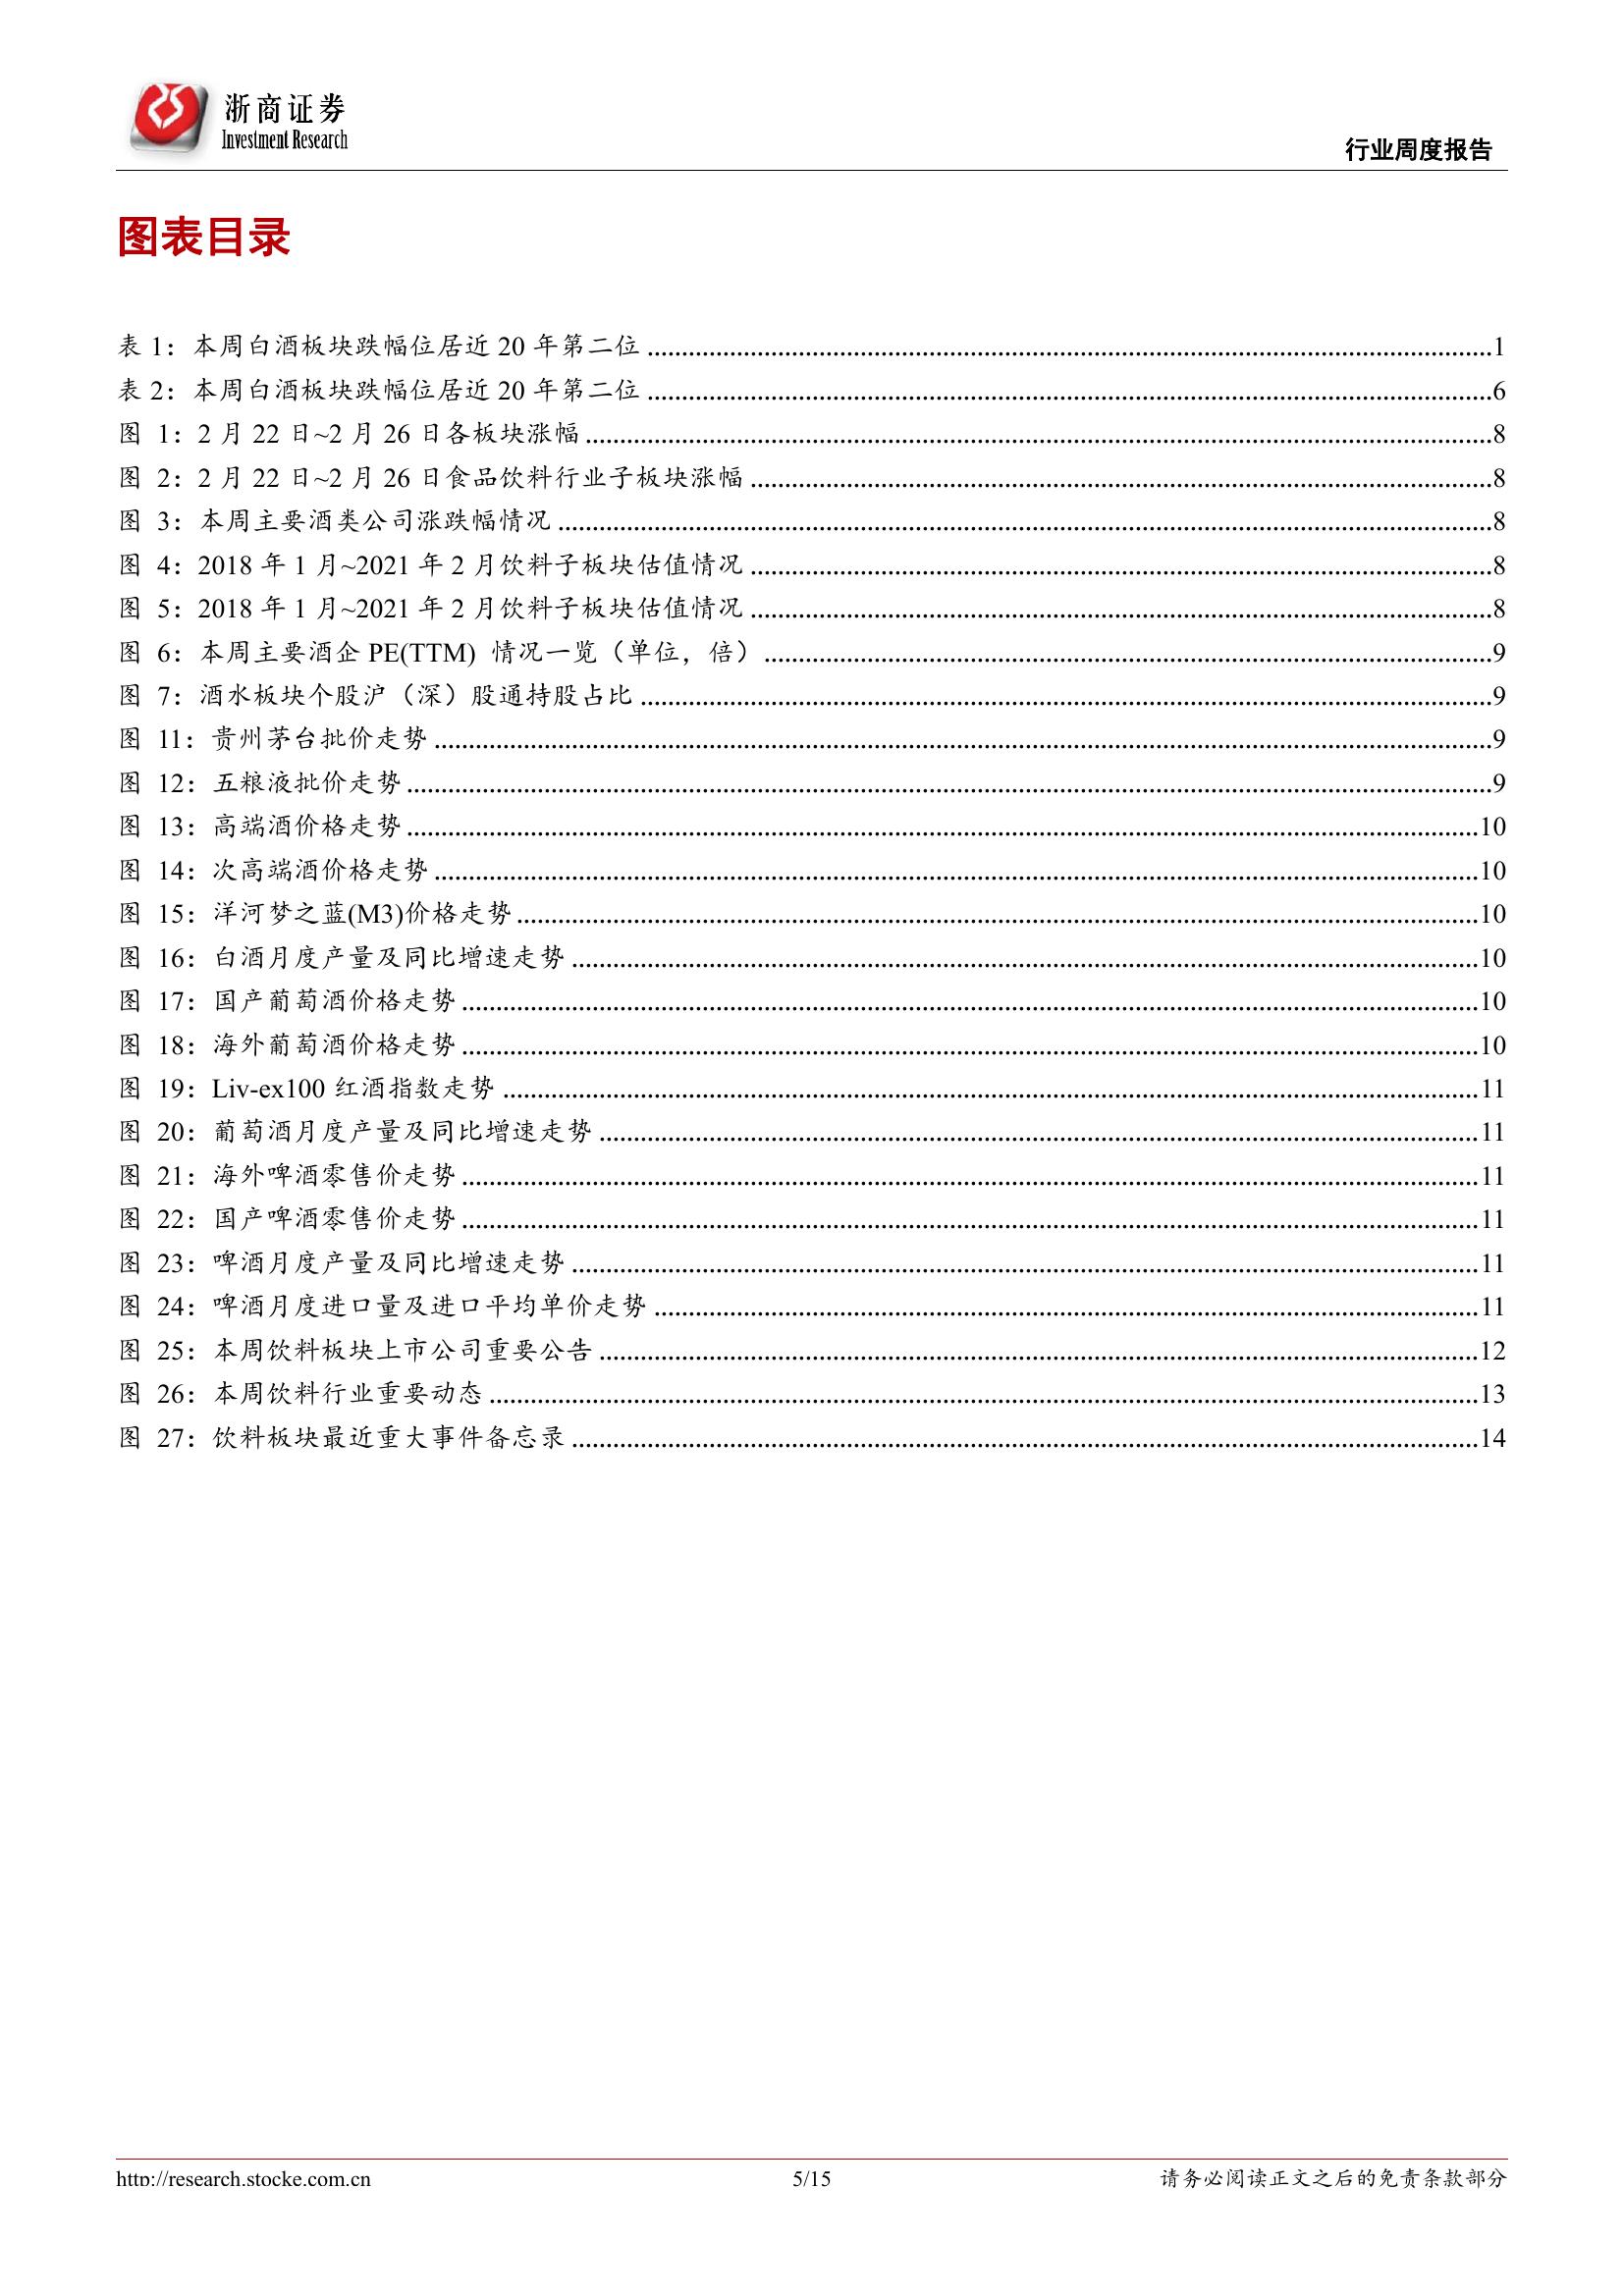 浙商证券
Investment Research
行业周度报告
图表目录
表 1：本周白酒板块跌幅位居近 20 年第二位 ........ 1
表 2：本周白酒板块跌幅位居近 20 年第二位 ........ 6
图 1：2 月 22 日~2 月 26 日各板块涨幅 ........ 8
图 2：2 月 22 日~2 月 26 日食品饮料行业子板块涨幅 ........ 8
图 3：本周主要酒类公司涨跌幅情况 ........ 8
图 4：2018 年 1 月~2021 年 2 月饮料子板块估值情况 ........ 8
图 5：2018 年 1 月~2021 年 2 月饮料子板块估值情况 ........ 8
图 6：本周主要酒企 PE(TTM) 情况一览（单位，倍） ........ 9
图 7：酒水板块个股沪（深）股通持股占比 ........ 9
图 11：贵州茅台批价走势 ........ 9
图 12：五粮液批价走势 ........ 9
图 13：高端酒价格走势 ........ 10
图 14：次高端酒价格走势 ........ 10
图 15：洋河梦之蓝(M3)价格走势 ........ 10
图 16：白酒月度产量及同比增速走势 ........ 10
图 17：国产葡萄酒价格走势 ........ 10
图 18：海外葡萄酒价格走势 ........ 10
图 19：Liv-ex100 红酒指数走势 ........ 11
图 20：葡萄酒月度产量及同比增速走势 ........ 11
图 21：海外啤酒零售价走势 ........ 11
图 22：国产啤酒零售价走势 ........ 11
图 23：啤酒月度产量及同比增速走势 ........ 11
图 24：啤酒月度进口量及进口平均单价走势 ........ 11
图 25：本周饮料板块上市公司重要公告 ........ 12
图 26：本周饮料行业重要动态 ........ 13
图 27：饮料板块最近重大事件备忘录 ........ 14
http://research.stocke.com.cn
5/15
请务必阅读正文之后的免责条款部分